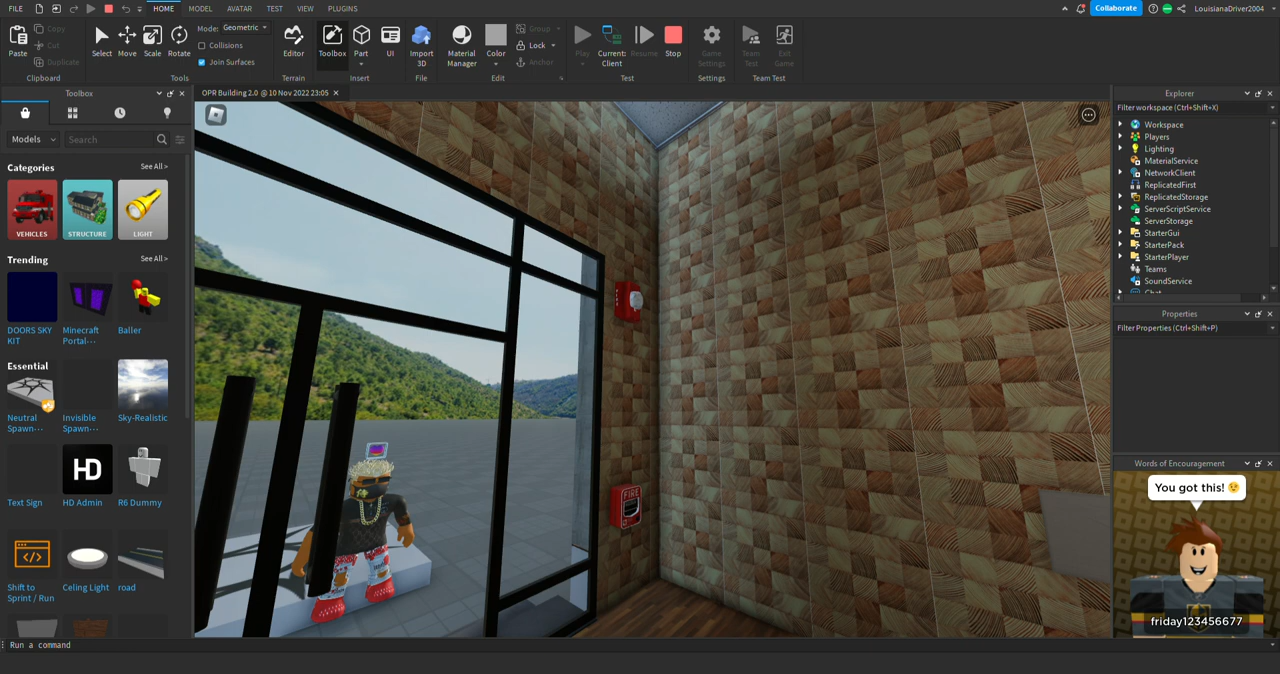 FILE HOME MODEL AVATAR TEST VIEW PLUGINS Collaborate LouisianaDriver2004
Paste Copy Cut Duplicate
Select Move Scale Rotate
Mode: Geometric
Collisions
Join Surfaces
Editor Toolbox Part UI Import 3D Material Manager Color Group Lock Anchor Play Current: Client Resume Stop Game Settings Team Test Exit Game
Clipboard Tools Terrain Insert File Edit Test Settings Team Test
Toolbox
OPR Building 2.0 @ 10 Nov 2022 23:05
Models Search
Categories See All >
VEHICLES STRUCTURE LIGHT
Trending See All >
DOORS SKY KIT
Minecraft Portal---
Baller
Essential See All >
Neutral Spawn---
Invisible Spawn---
Sky-Realistic
HD
Text Sign HD Admin R6 Dummy
Shift to Sprint / Run
Celing Light
road
FIRE
Explorer
Filter workspace (Ctrl+Shift+X)
Workspace
Players
Lighting
MaterialService
NetworkClient
ReplicatedFirst
ReplicatedStorage
ServerScriptService
ServerStorage
StarterGui
StarterPack
StarterPlayer
Teams
SoundService
Chat
Properties
Filter Properties (Ctrl+Shift+P)
Words of Encouragement
You got this! 😉
friday123456677
Run a command